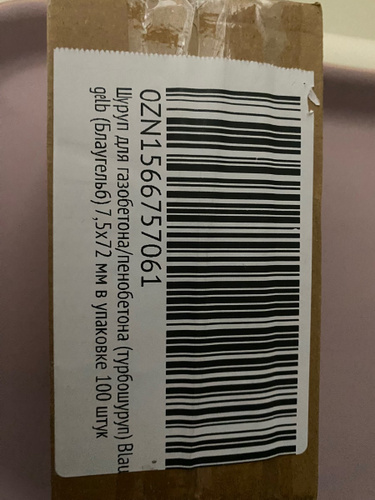 OZN1566757061
Шуруп для газобетона/пенобетона (турбошуруп) Blau
gelb (Блаугельб) 7,5x72 мм в упаковке 100 штук